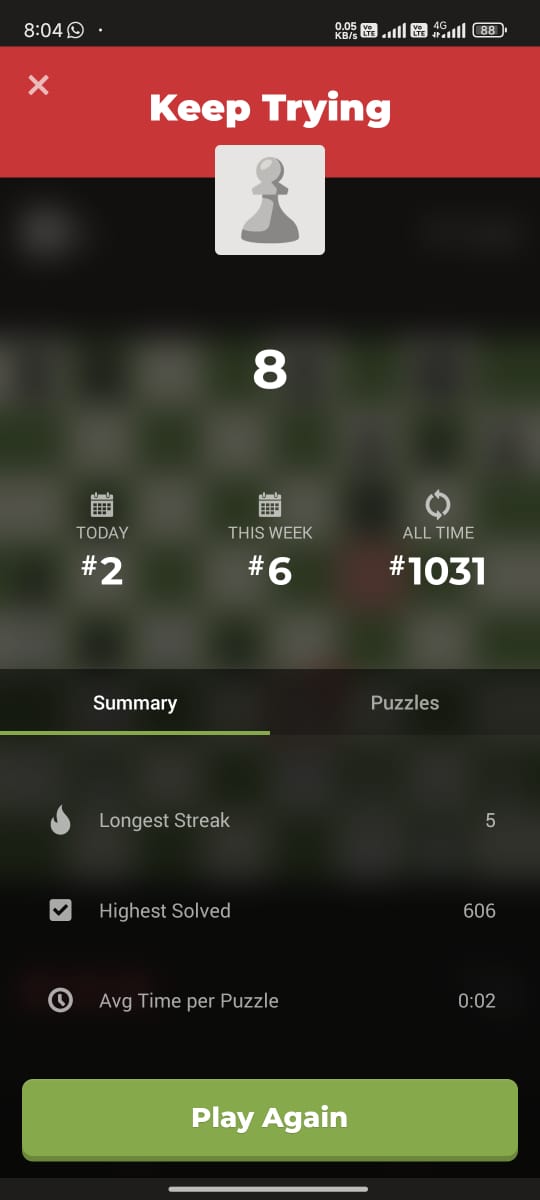 8:04
0.05 KB/s Vo LTE Vo LTE 4G 88
Keep Trying
8
TODAY THIS WEEK ALL TIME
#2 #6 #1031
Summary Puzzles
Longest Streak 5
Highest Solved 606
Avg Time per Puzzle 0:02
Play Again